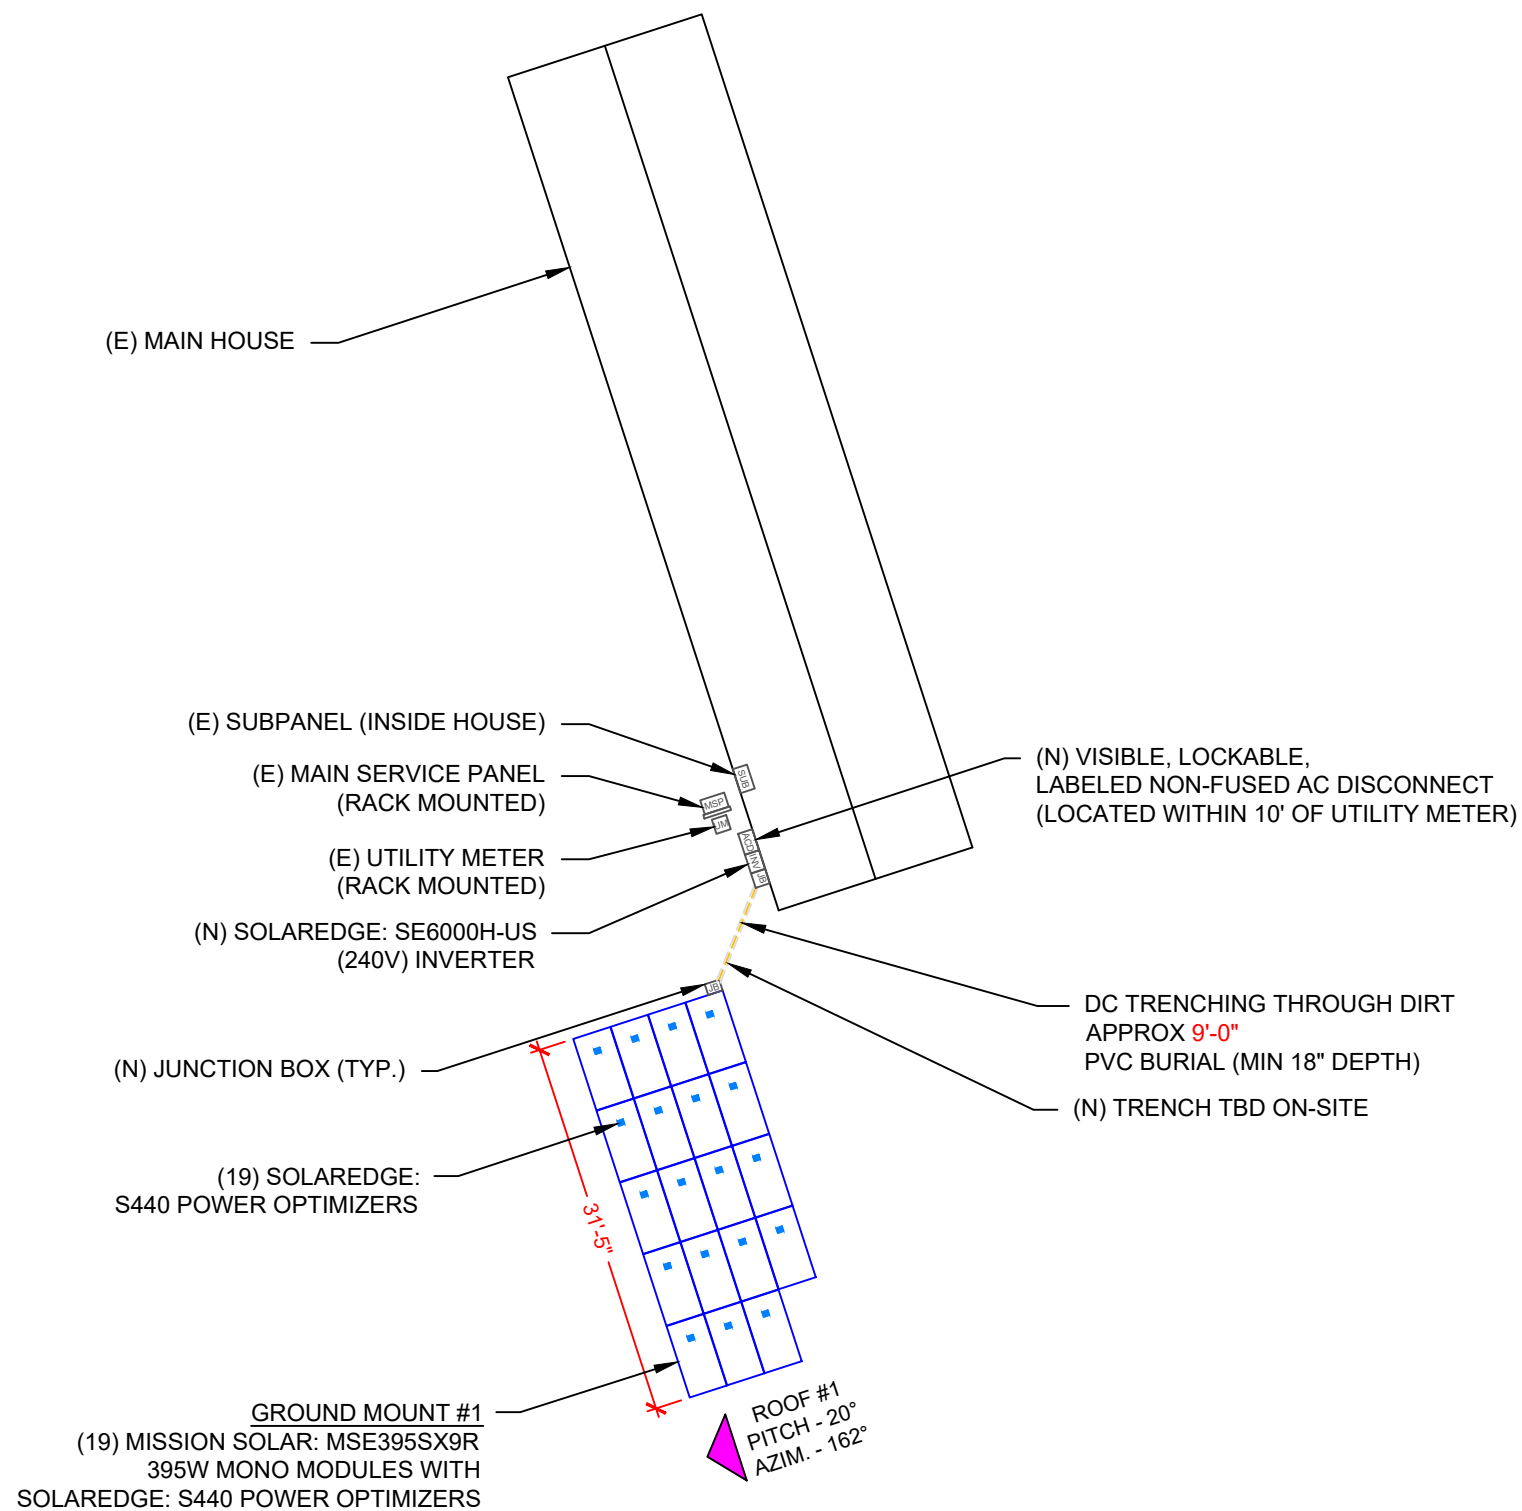 (E) MAIN HOUSE
(E) SUBPANEL (INSIDE HOUSE)
(E) MAIN SERVICE PANEL
(RACK MOUNTED)
(E) UTILITY METER
(RACK MOUNTED)
(N) SOLAREDGE: SE6000H-US
(240V) INVERTER
SUB
MSP
UM
ACD
INV
JB
(N) VISIBLE, LOCKABLE,
LABELED NON-FUSED AC DISCONNECT
(LOCATED WITHIN 10' OF UTILITY METER)
JB
DC TRENCHING THROUGH DIRT
APPROX 9'-0"
PVC BURIAL (MIN 18" DEPTH)
(N) TRENCH TBD ON-SITE
(N) JUNCTION BOX (TYP.)
(19) SOLAREDGE:
S440 POWER OPTIMIZERS
31'-5"
GROUND MOUNT #1
(19) MISSION SOLAR: MSE395SX9R
395W MONO MODULES WITH
SOLAREDGE: S440 POWER OPTIMIZERS
ROOF #1
PITCH - 20°
AZIM. - 162°